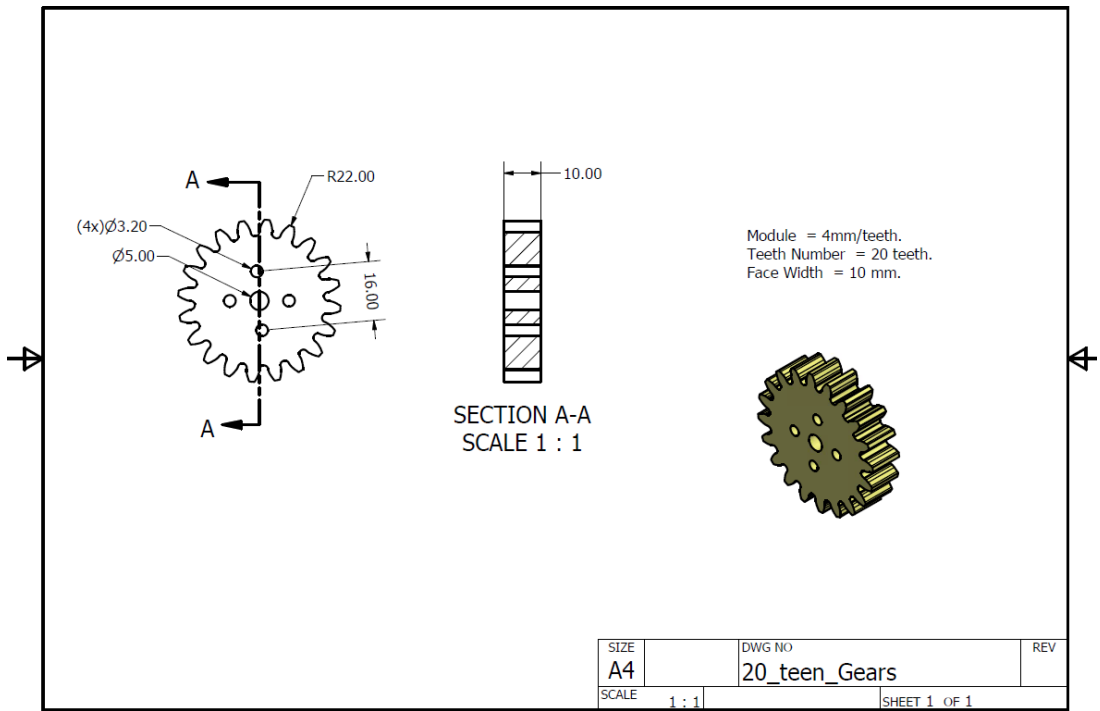 A
R22.00
(4x)Ø3.20
Ø5.00
16.00
A
10.00
SECTION A-A
SCALE 1 : 1
Module = 4mm/teeth.
Teeth Number = 20 teeth.
Face Width = 10 mm.
SIZE
A4
DWG NO
20_teen_Gears
REV
SCALE
1 : 1
SHEET 1 OF 1